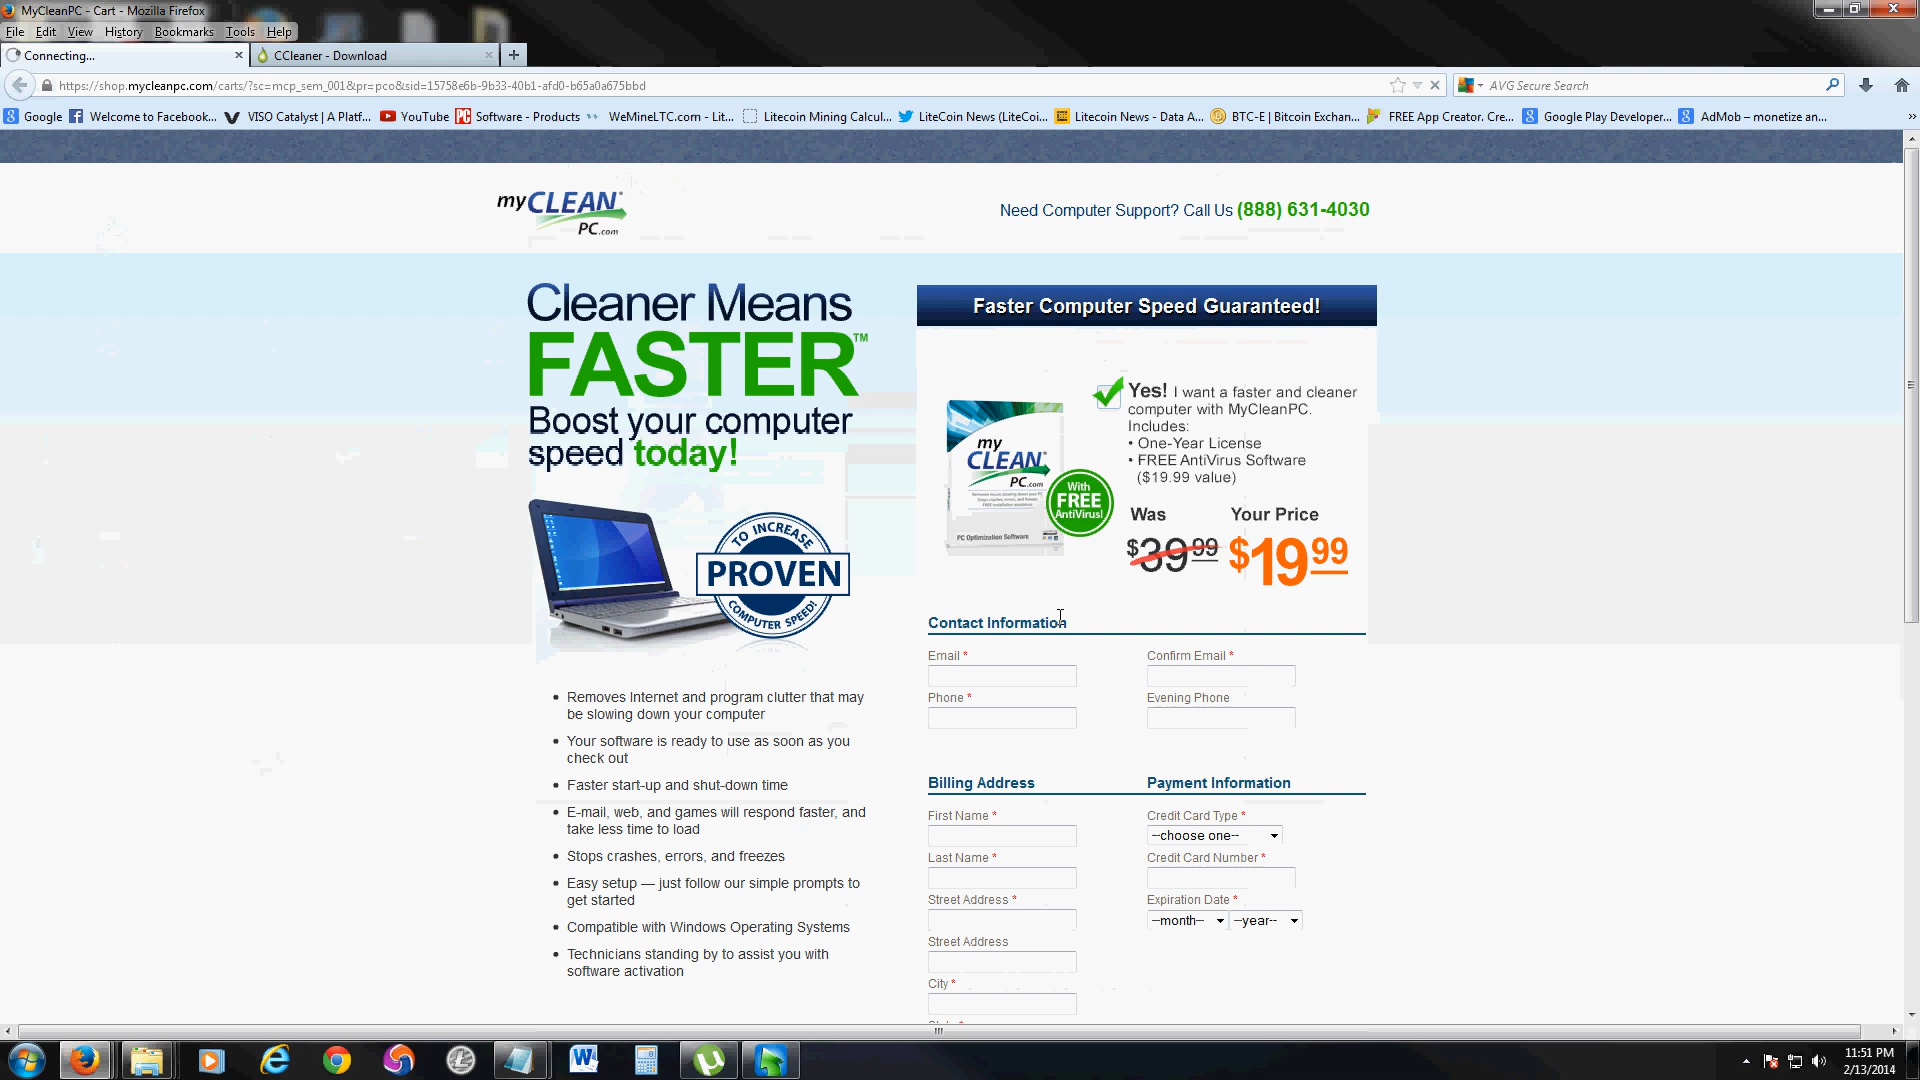 MyCleanPC - Cart - Mozilla Firefox
File Edit View History Bookmarks Tools Help
Connecting...
CCleaner - Download
https://shop.mycleanpc.com/carts/?sc=mcp_sem_001&pr=pco&sid=15758e6b-9b33-40b1-afd0-b65a0a675bbd
AVG Secure Search
Google Welcome to Facebook... VISO Catalyst | A Platf... YouTube Software - Products WeMineLTC.com - Lit... Litecoin Mining Calcul... LiteCoin News (LiteCoi... Litecoin News - Data A... BTC-E | Bitcoin Exchan... FREE App Creator. Cre... Google Play Developer... AdMob – monetize an... »
my CLEAN PC.com
Need Computer Support? Call Us (888) 631-4030
Cleaner Means
FASTER™
Boost your computer
speed today!
TO INCREASE
PROVEN
COMPUTER SPEED!
Removes Internet and program clutter that may
be slowing down your computer
Your software is ready to use as soon as you
check out
Faster start-up and shut-down time
E-mail, web, and games will respond faster, and
take less time to load
Stops crashes, errors, and freezes
Easy setup — just follow our simple prompts to
get started
Compatible with Windows Operating Systems
Technicians standing by to assist you with
software activation
Faster Computer Speed Guaranteed!
my
CLEAN
PC.com
PC Optimization Software
With
FREE
AntiVirus!
Yes! I want a faster and cleaner
computer with MyCleanPC.
Includes:
• One-Year License
• FREE AntiVirus Software
($19.99 value)
Was Your Price
$39.99 $19.99
Contact Information
Email * Confirm Email *
Phone * Evening Phone
Billing Address Payment Information
First Name * Credit Card Type *
--choose one--
Last Name * Credit Card Number *
Street Address * Expiration Date *
--month-- --year--
Street Address
City *
11:51 PM
2/13/2014